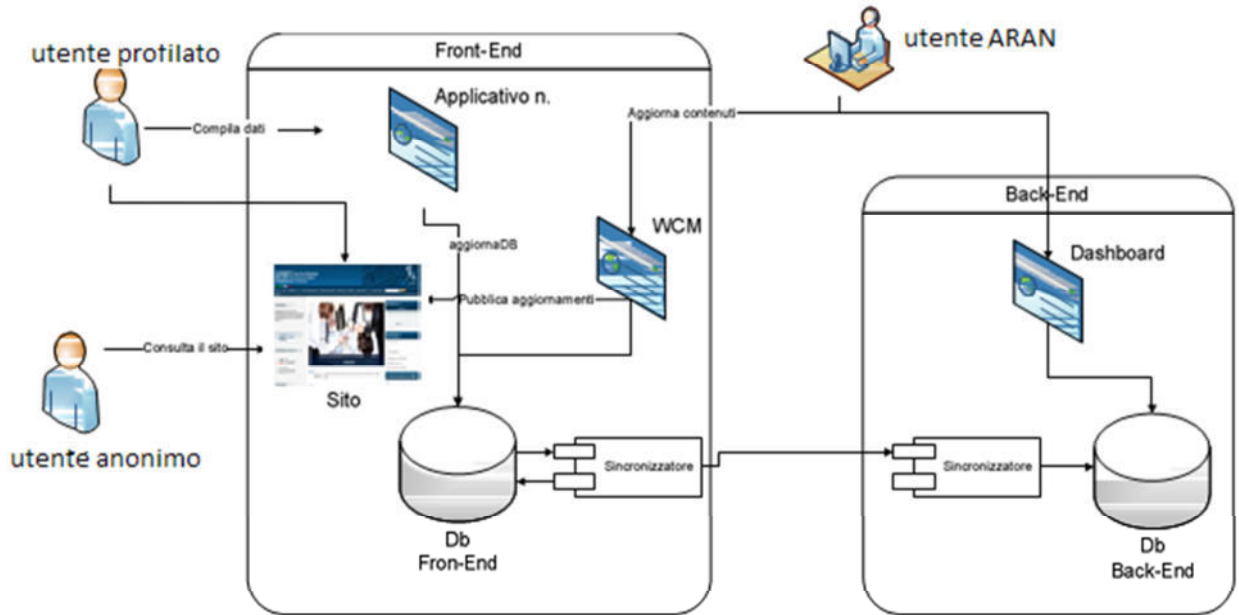 utente profilato
Front-End
utente ARAN
Applicativo n.
Aggiorna contenuti
Compila dati
Back-End
WCM
aggiornaDB
Dashboard
Pubblica aggiornamenti
Consulta il sito
Sito
utente anonimo
Sincronizzatore
Sincronizzatore
Db
Fron-End
Db
Back-End